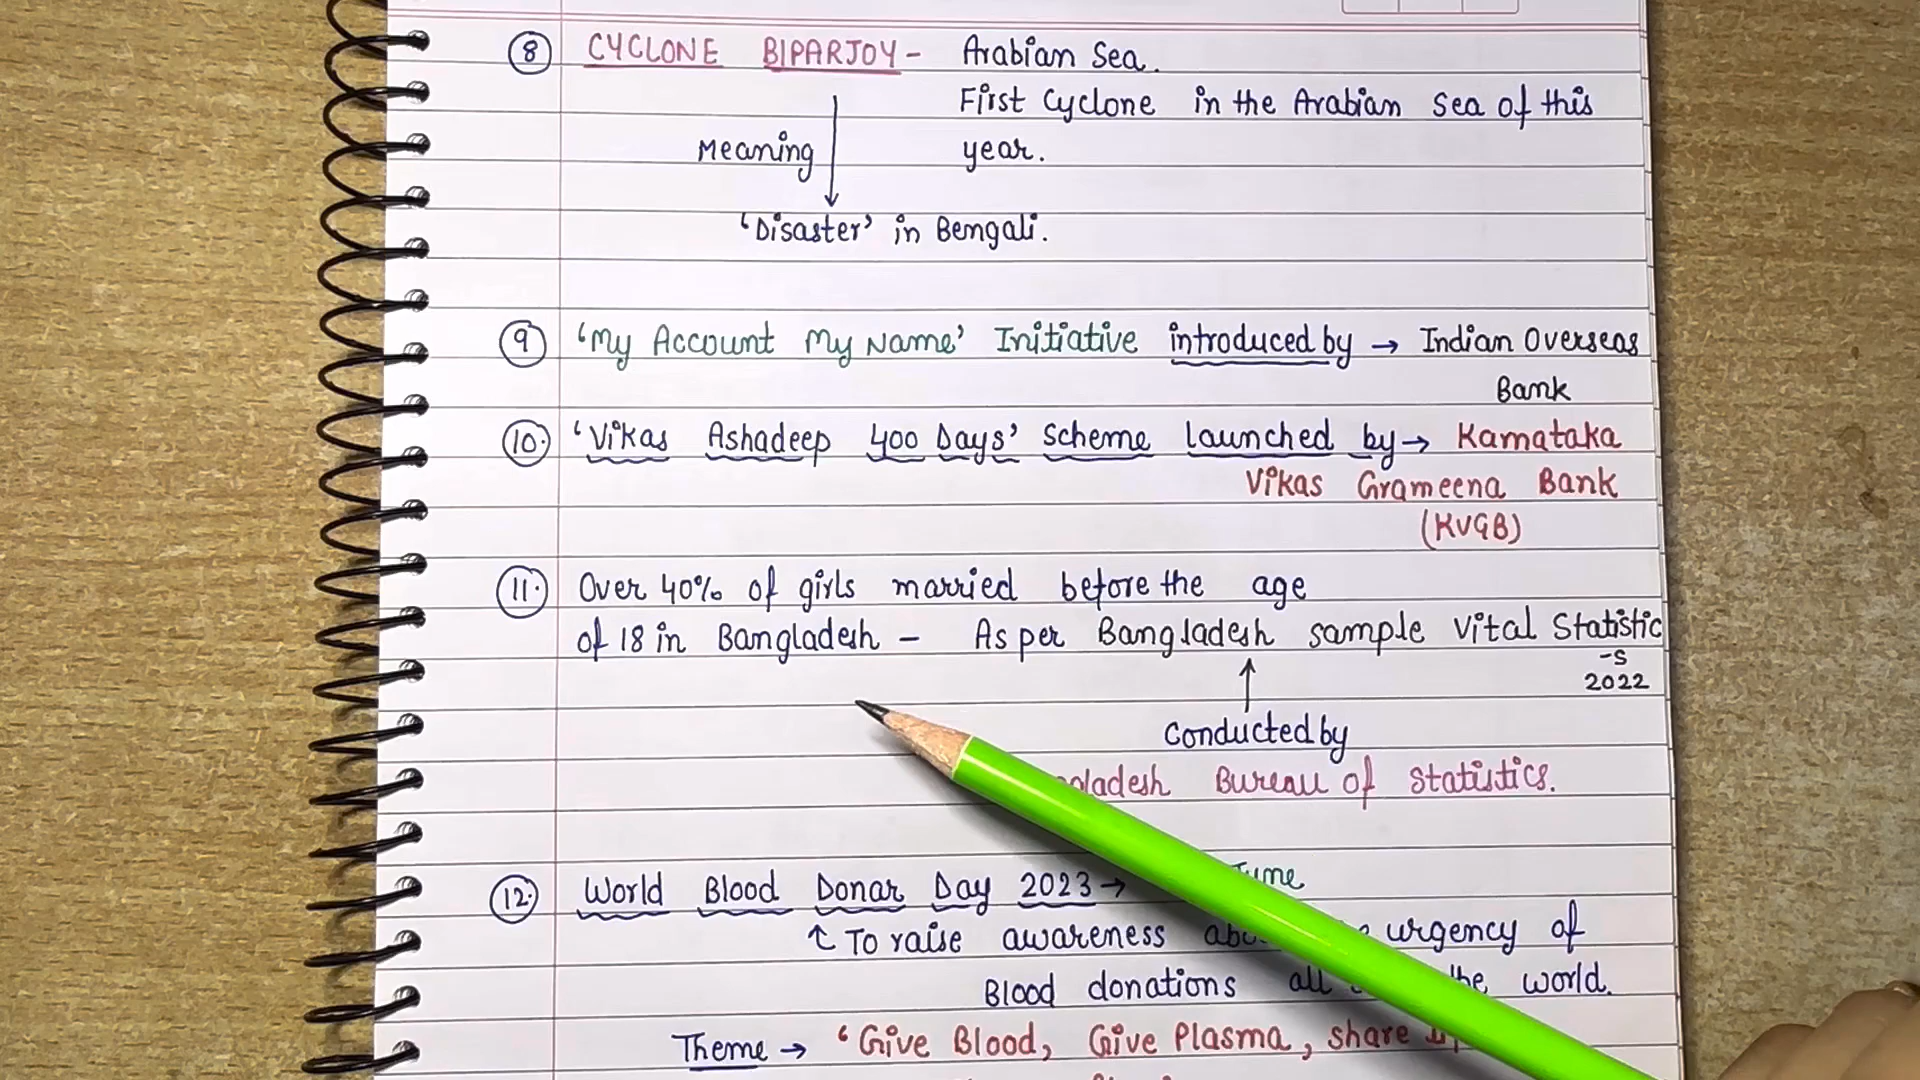 8 CYCLONE BIPARJOY - Arabian Sea.
First Cyclone in the Arabian Sea of this
Meaning year.
'Disaster' in Bengali.
9 'My Account My Name' Initiative introduced by → Indian Overseas
Bank
10. 'Vikas Ashadeep 400 Days' Scheme launched by → Karnataka
Vikas Grameena Bank
(KVGB)
11. Over 40% of girls married before the age
of 18 in Bangladesh - As per Bangladesh sample Vital Statistic
-s
2022
Conducted by
Bureau of Statistics.
12. World Blood Donar Day 2023 → June
↑ To raise awareness urgency of
Blood donations all world.
Theme → 'Give Blood, Give Plasma, share